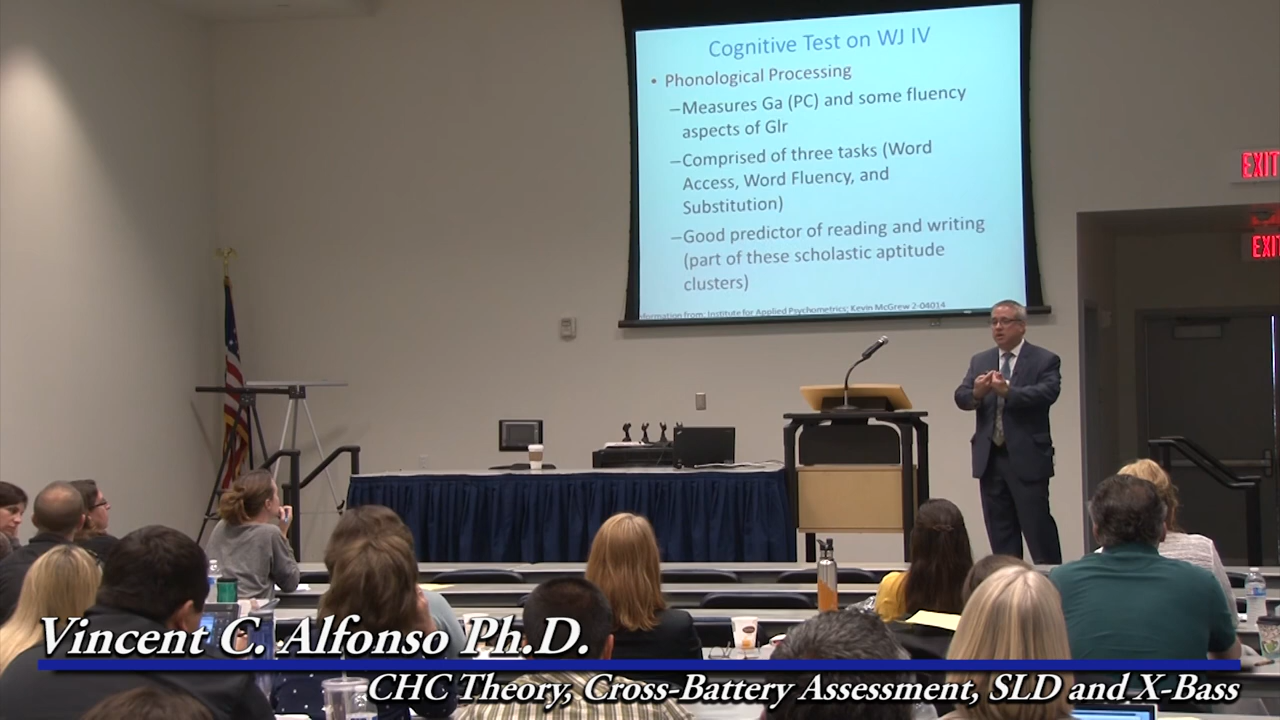 Cognitive Test on WJ IV
• Phonological Processing
–Measures Ga (PC) and some fluency
aspects of Glr
–Comprised of three tasks (Word
Access, Word Fluency, and
Substitution)
–Good predictor of reading and writing
(part of these scholastic aptitude
clusters)
nformation from: Institute for Applied Psychometrics; Kevin McGrew 2-04014
EXIT
EXIT
Vincent C. Alfonso Ph.D.
CHC Theory, Cross-Battery Assessment, SLD and X-Bass